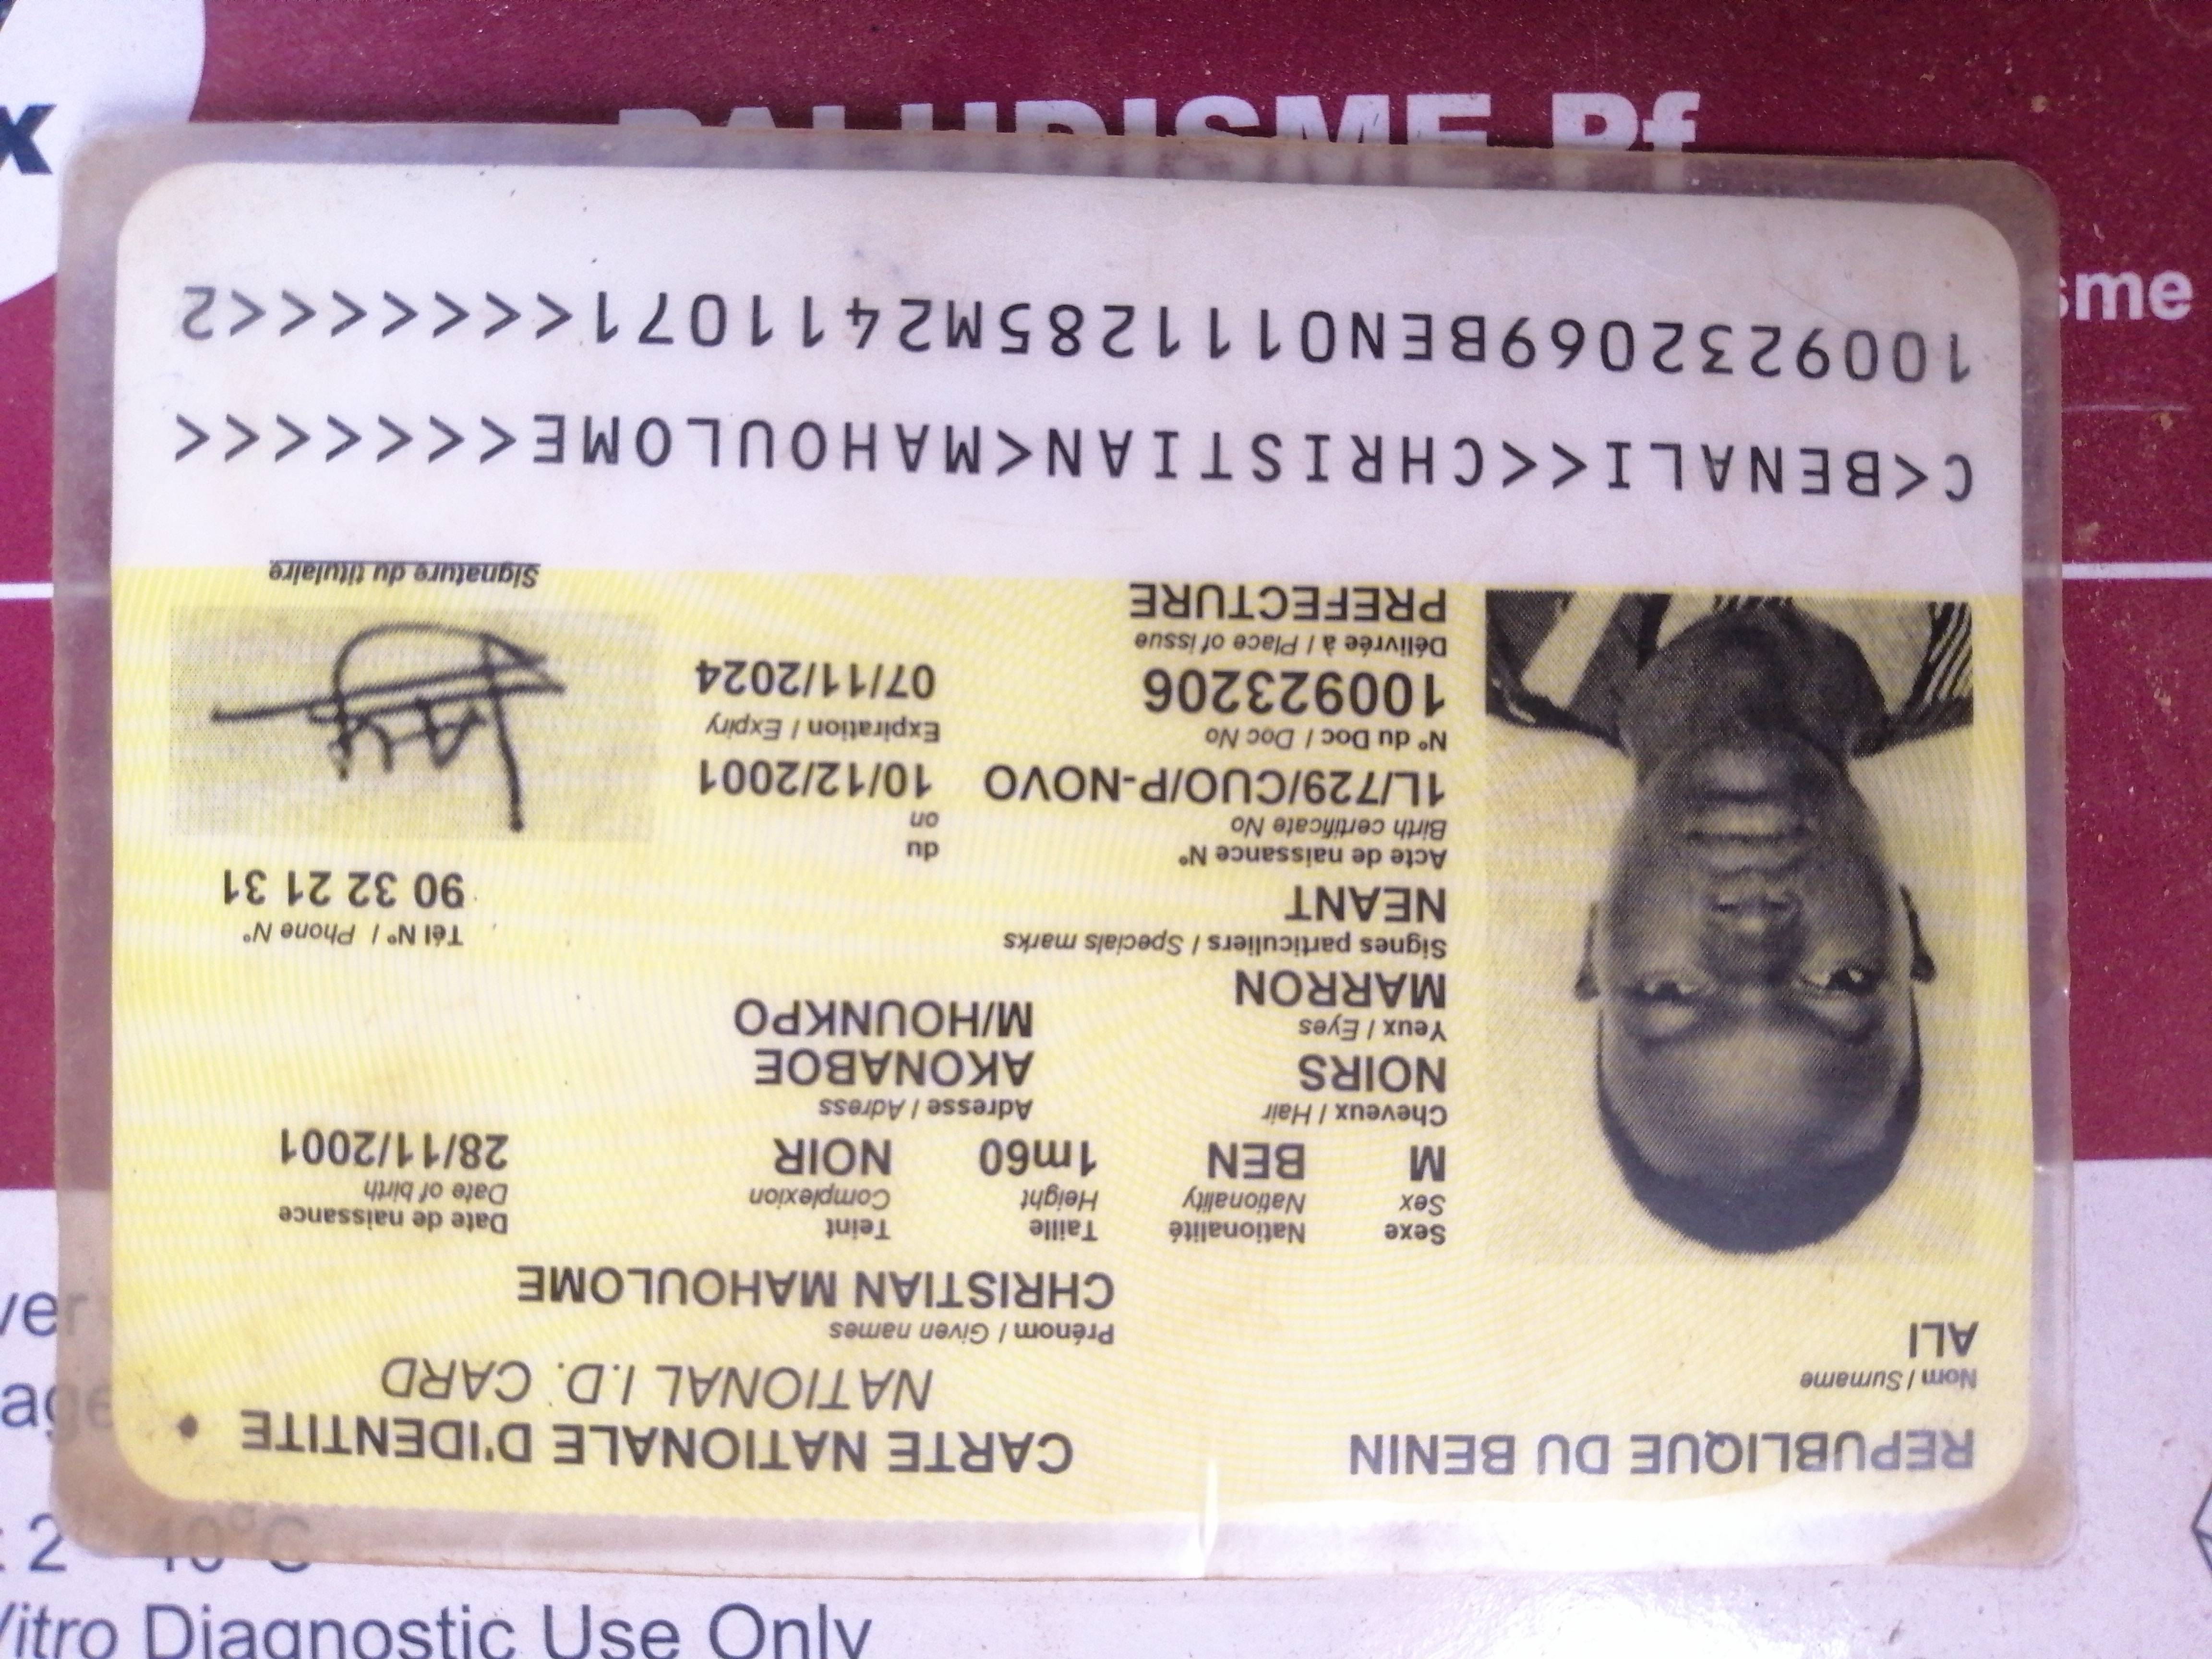 x
PALUDISME Pf
sme
REPUBLIQUE DU BENIN
CARTE NATIONALE D'IDENTITE
NATIONAL I.D. CARD
Nom / Surname
ALI
Prénom / Given names
CHRISTIAN MAHOULOME
Sexe Nationalité Taille Teint Date de naissance
Sex Nationality Height Complexion Date of birth
M BEN 1m60 NOIR 28/11/2001
Cheveux / Hair Adresse / Adress
NOIRS AKONABOE
Yeux / Eyes M/HOUNKPO
MARRON
Signes particuliers / Specials marks Tél N° / Phone N°
NEANT 90 32 21 31
Acte de naissance N° du
Birth certificate No on
1L/729/CUO/P-NOVO 10/12/2001
N° du Doc / Doc No Expiration / Expiry
100923206 07/11/2024
Délivrée à / Place of issue
PREFECTURE
Signature du titulaire
C<BENALI<<CHRISTIAN<MAHOULOME<<<<<<<
1009232069BEN0111285M2411071<<<<<<<2
ver
age
2 40°C
Vitro Diagnostic Use Only